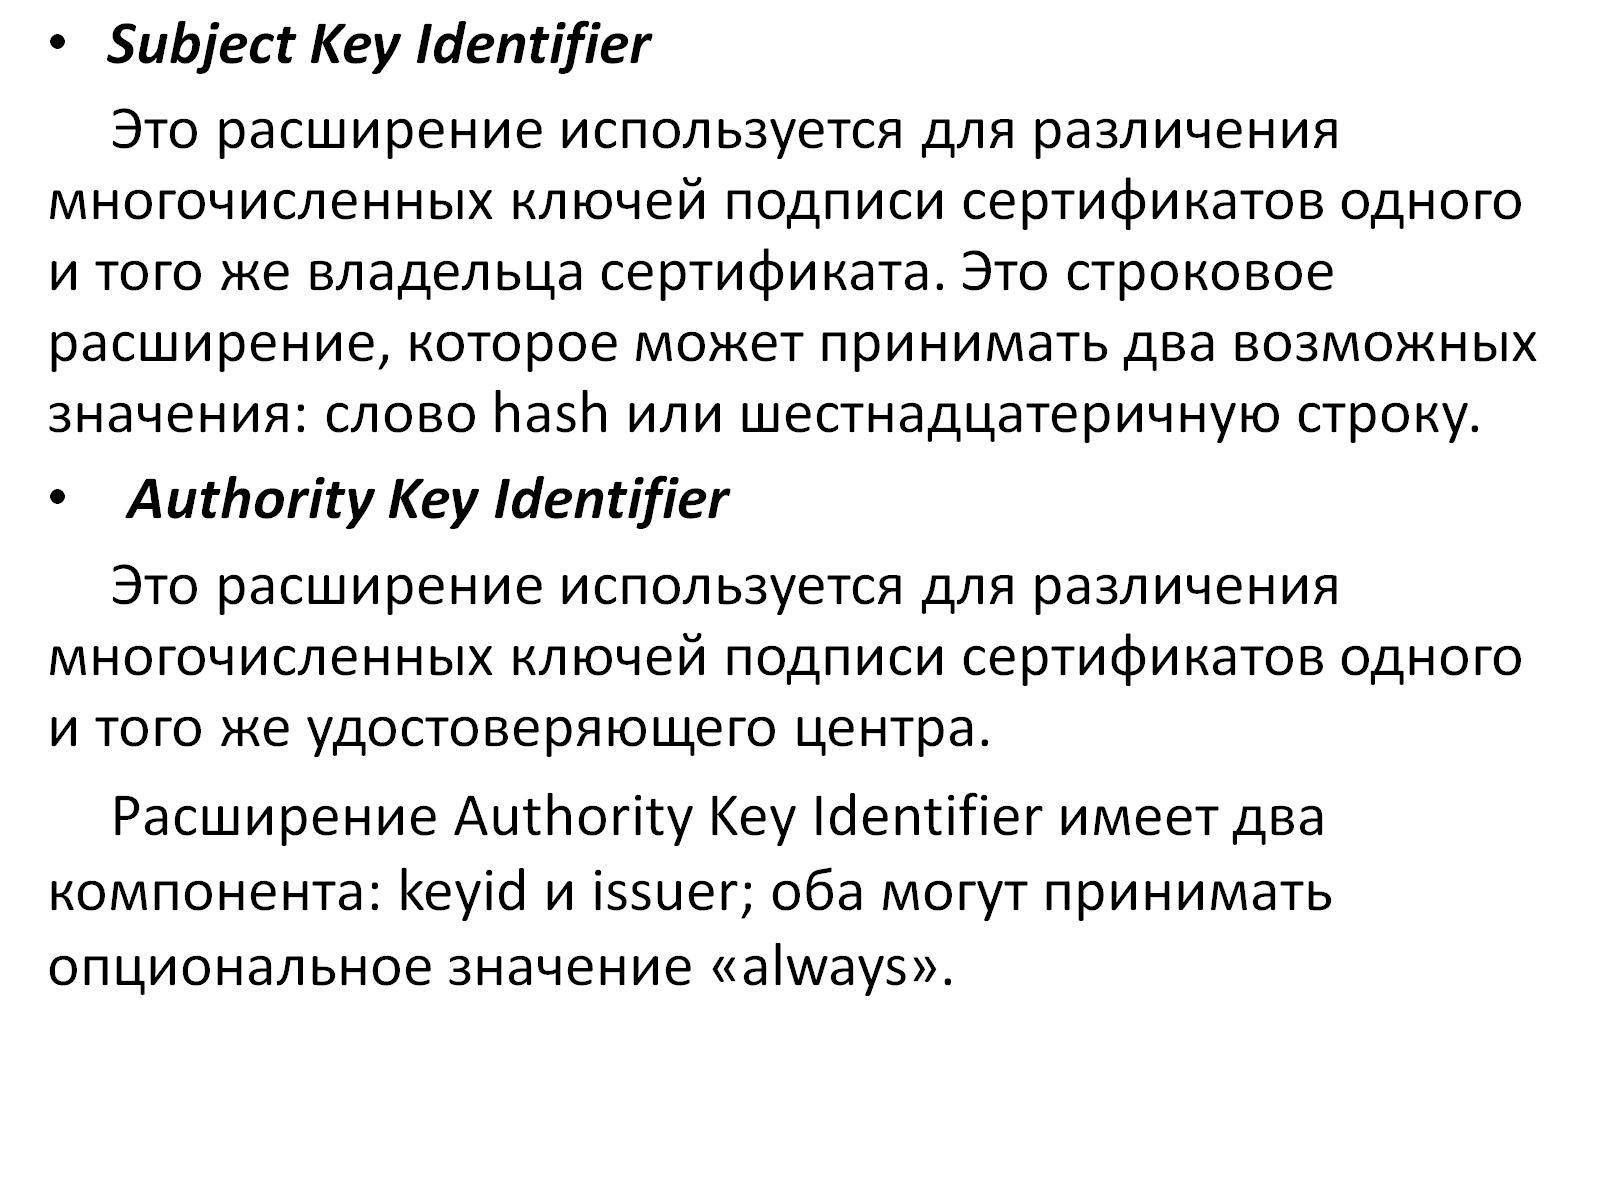 • Subject Key Identifier
Это расширение используется для различения
многочисленных ключей подписи сертификатов одного
и того же владельца сертификата. Это строковое
расширение, которое может принимать два возможных
значения: слово hash или шестнадцатеричную строку.
• Authority Key Identifier
Это расширение используется для различения
многочисленных ключей подписи сертификатов одного
и того же удостоверяющего центра.
Расширение Authority Key Identifier имеет два
компонента: keyid и issuer; оба могут принимать
опциональное значение «always».